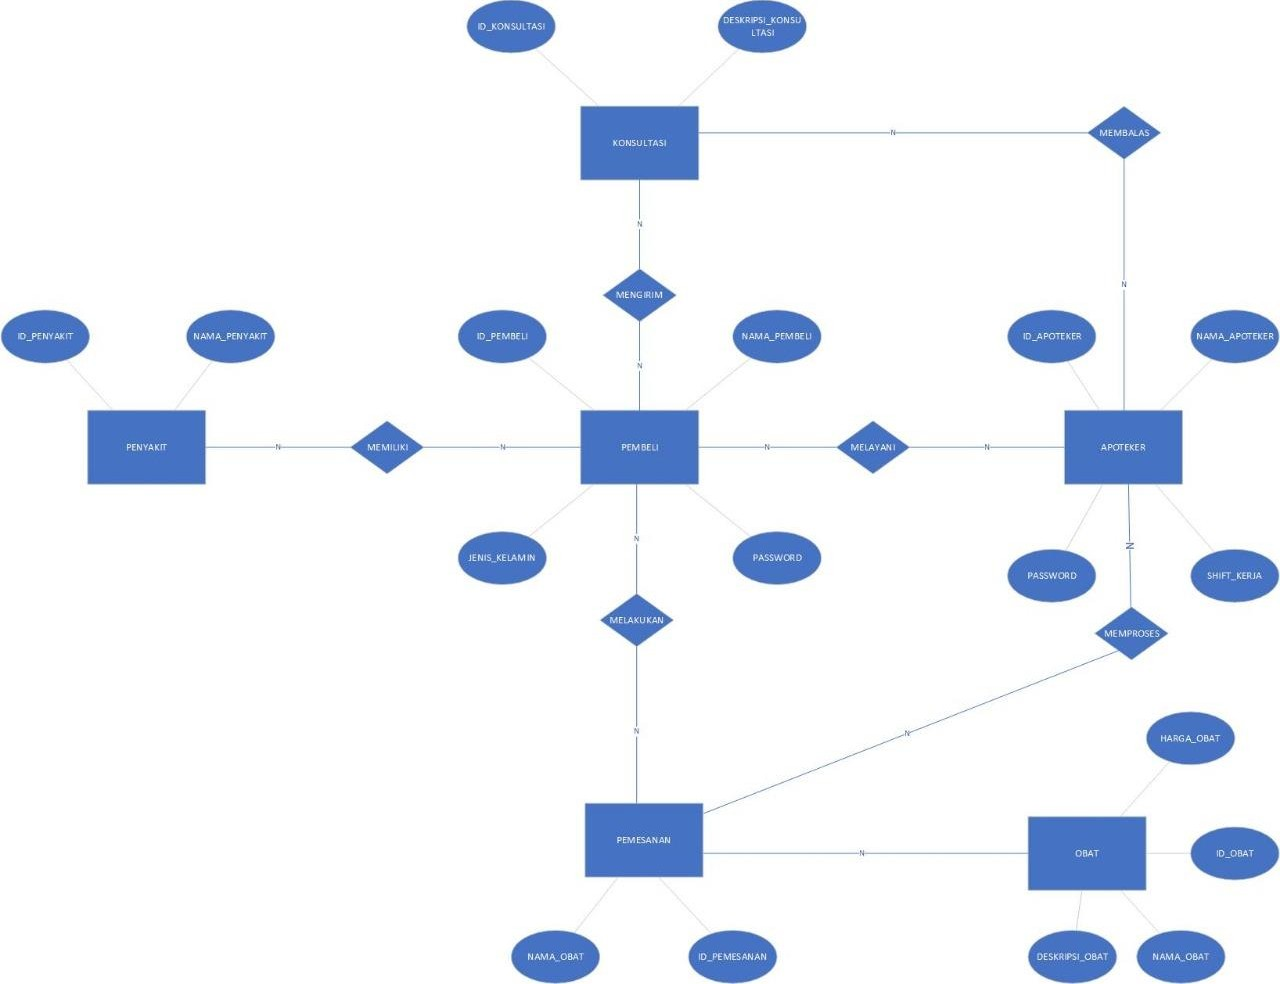 ID_KONSULTASI
DESKRIPSI_KONSU
LTASI
KONSULTASI
N
MEMBALAS
N
N
MENGIRIM
N
ID_PENYAKIT
NAMA_PENYAKIT
ID_PEMBELI
NAMA_PEMBELI
ID_APOTEKER
NAMA_APOTEKER
PENYAKIT
N
MEMILIKI
N
PEMBELI
N
MELAYANI
N
APOTEKER
N
N
JENIS_KELAMIN
PASSWORD
PASSWORD
SHIFT_KERJA
MELAKUKAN
MEMPROSES
N
N
HARGA_OBAT
PEMESANAN
N
OBAT
ID_OBAT
NAMA_OBAT
ID_PEMESANAN
DESKRIPSI_OBAT
NAMA_OBAT